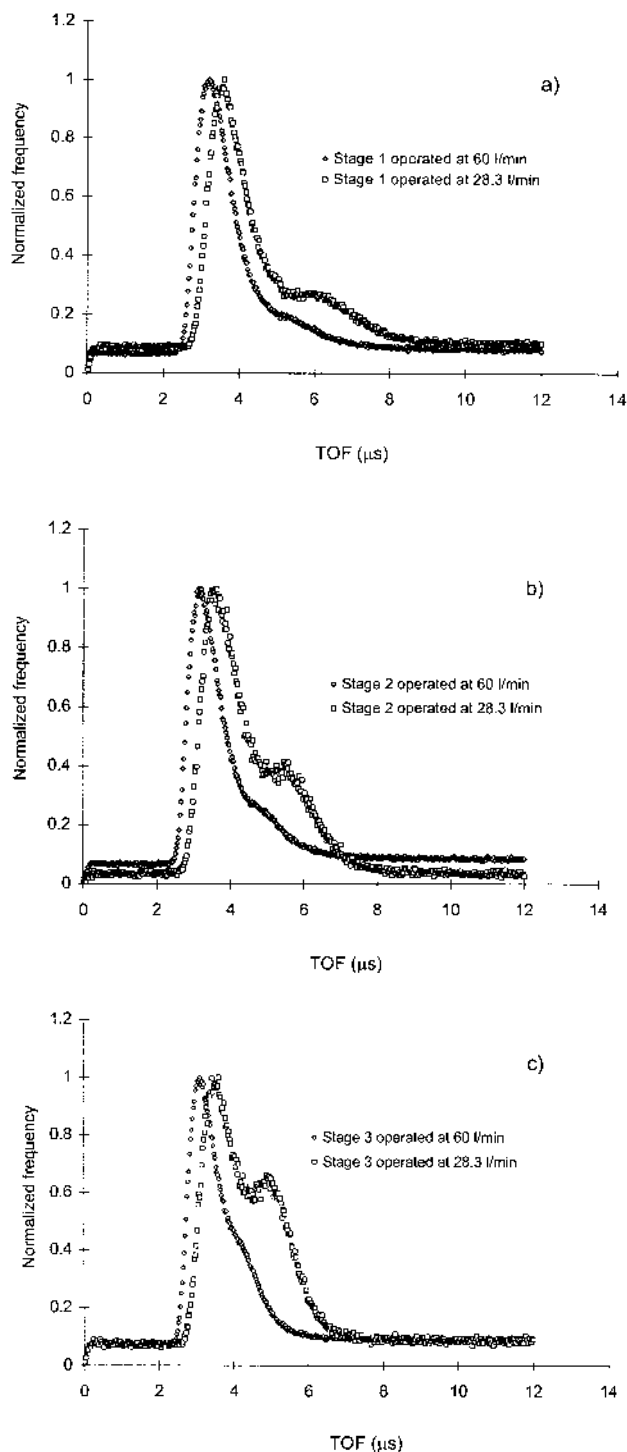 1.2
a)
1
Normalized frequency
0.8
Stage 1 operated at 60 l/min
Stage 1 operated at 28.3 l/min
0.6
0.4
0.2
0
0 2 4 6 8 10 12 14
TOF (μs)
1.2
b)
1
Normalized frequency
0.8
Stage 2 operated at 60 l/min
Stage 2 operated at 28.3 l/min
0.6
0.4
0.2
0
0 2 4 6 8 10 12 14
TOF (μs)
1.2
c)
1
Normalized frequency
0.8
Stage 3 operated at 60 l/min
Stage 3 operated at 28.3 l/min
0.6
0.4
0.2
0
0 2 4 6 8 10 12 14
TOF (μs)